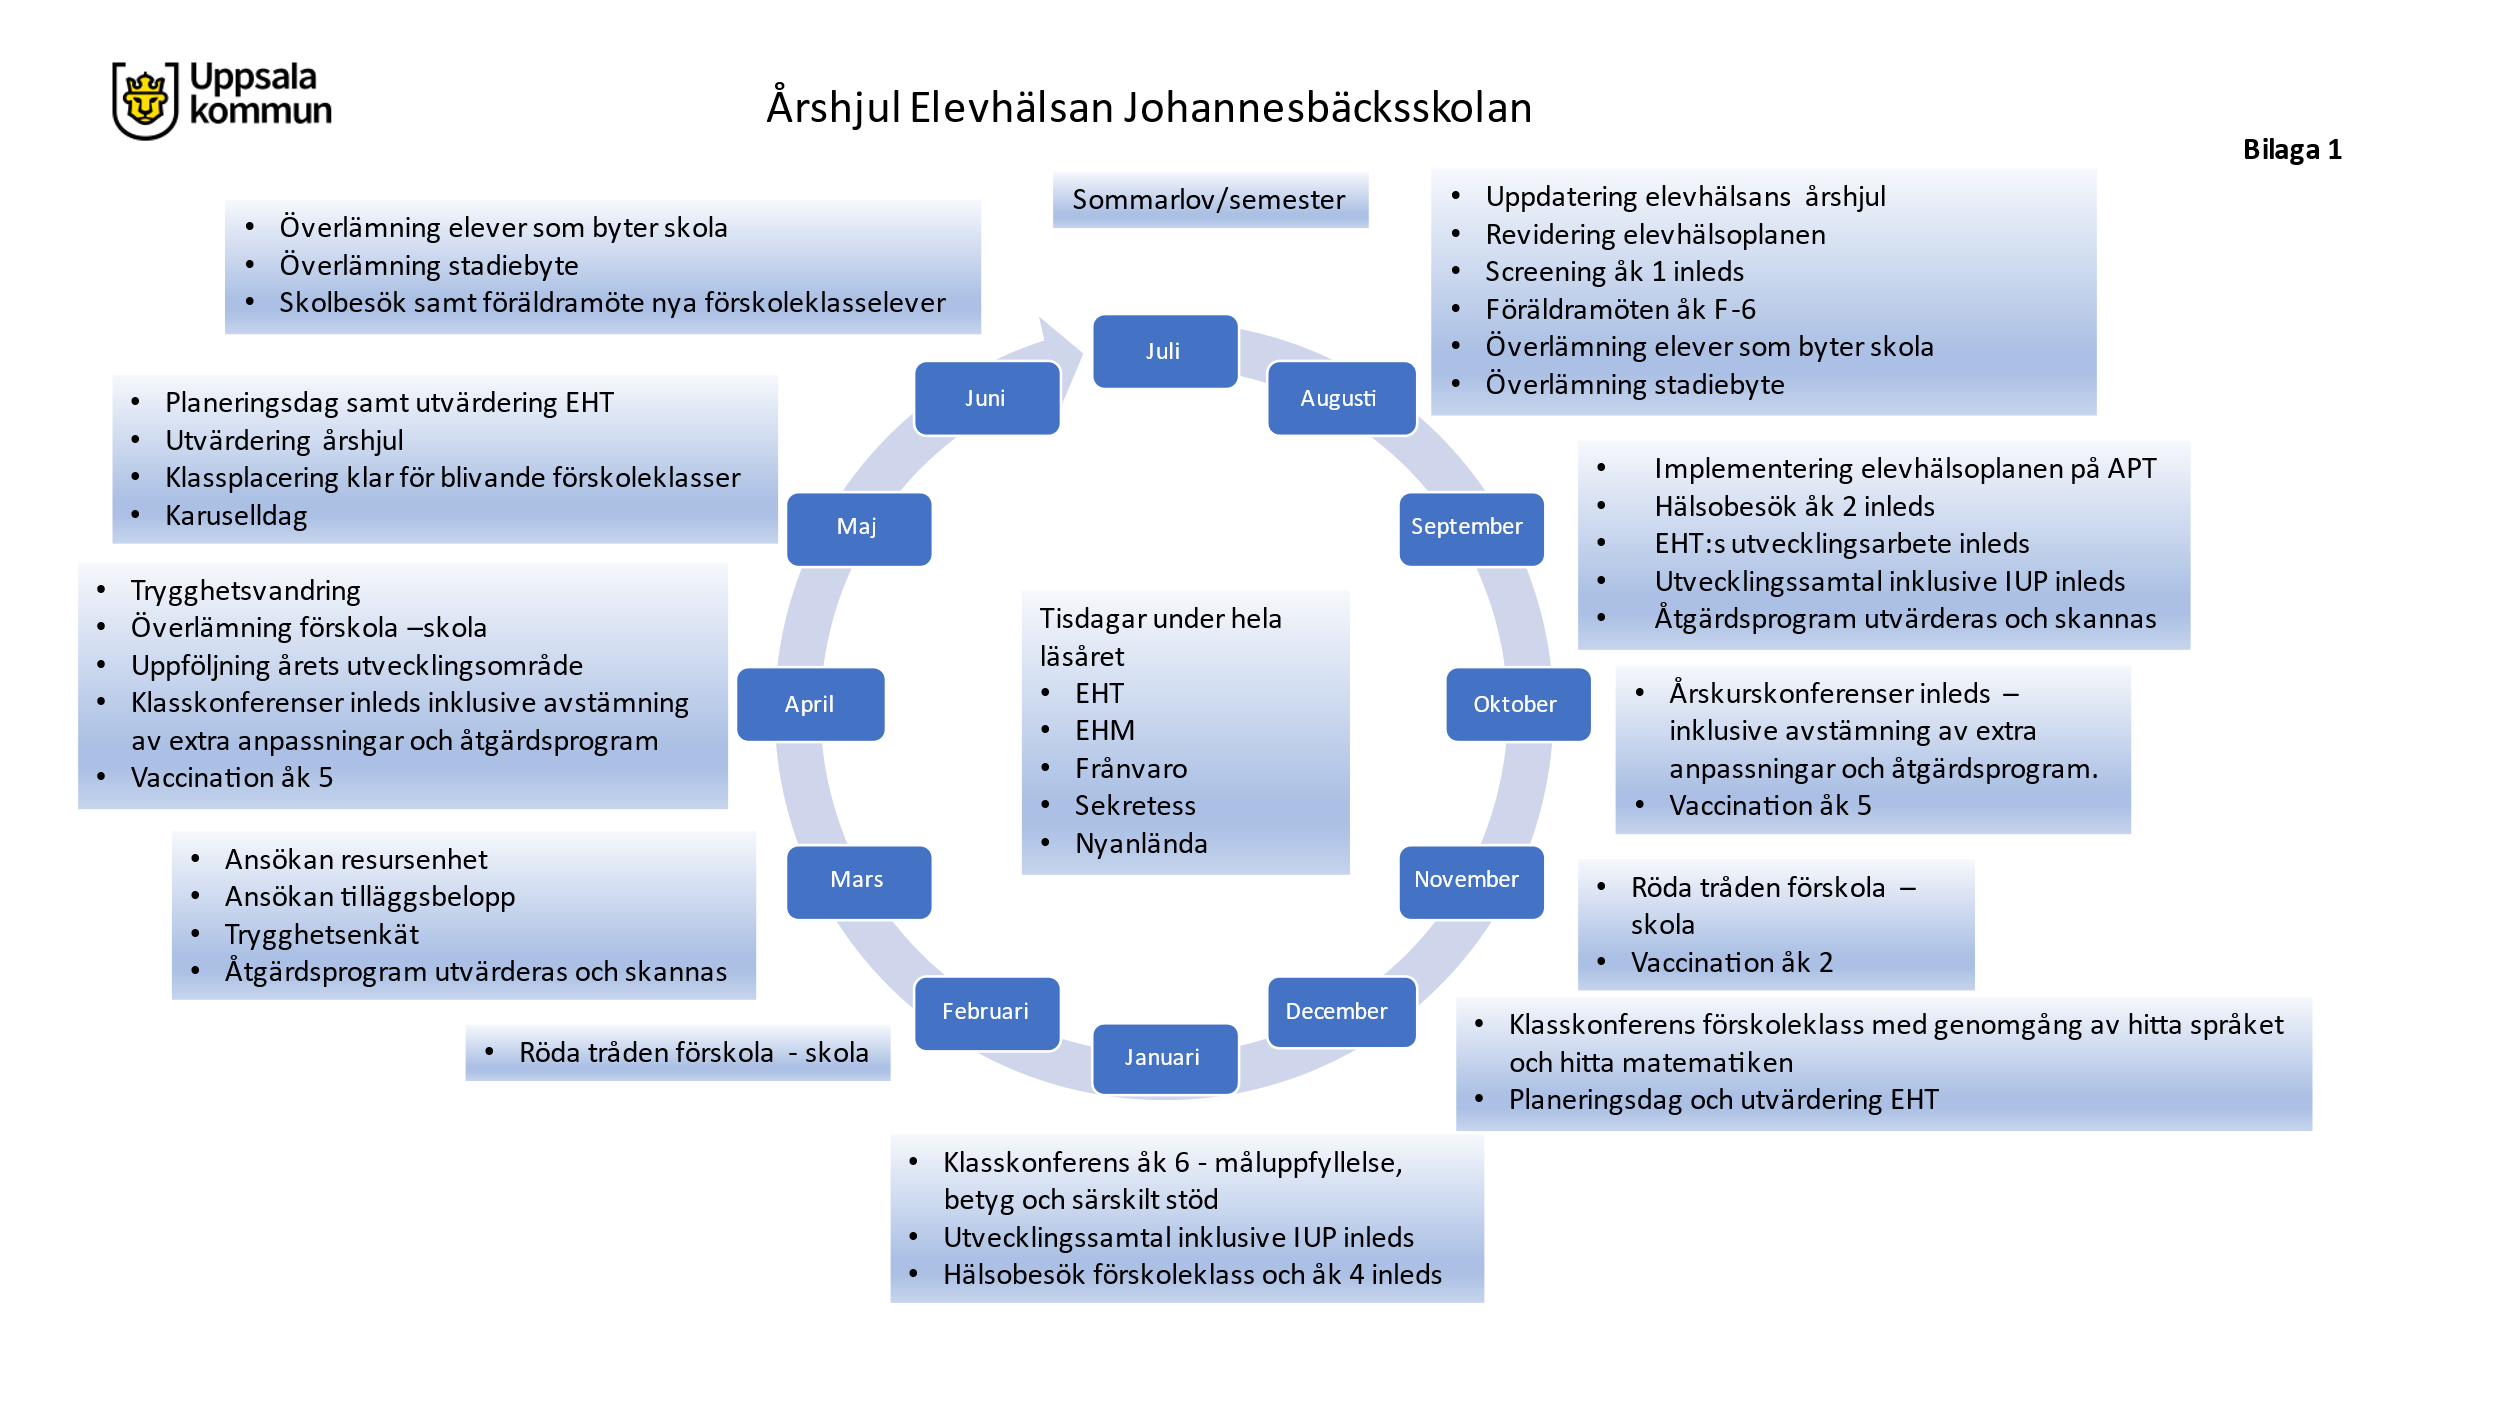 Uppsala
kommun
Årshjul Elevhälsan Johannesbäcksskolan
Bilaga 1
Sommarlov/semester
• Uppdatering elevhälsans årshjul
• Revidering elevhälsoplanen
• Screening åk 1 inleds
• Föräldramöten åk F-6
• Överlämning elever som byter skola
• Överlämning stadiebyte
• Överlämning elever som byter skola
• Överlämning stadiebyte
• Skolbesök samt föräldramöte nya förskoleklasselever
Juli
Augusti
September
Oktober
November
December
Januari
Februari
Mars
April
Maj
Juni
• Implementering elevhälsoplanen på APT
• Hälsobesök åk 2 inleds
• EHT:s utvecklingsarbete inleds
• Utvecklingssamtal inklusive IUP inleds
• Åtgärdsprogram utvärderas och skannas
• Årskurskonferenser inleds –
inklusive avstämning av extra
anpassningar och åtgärdsprogram.
• Vaccination åk 5
• Röda tråden förskola –
skola
• Vaccination åk 2
• Klasskonferens förskoleklass med genomgång av hitta språket
och hitta matematiken
• Planeringsdag och utvärdering EHT
• Klasskonferens åk 6 - måluppfyllelse,
betyg och särskilt stöd
• Utvecklingssamtal inklusive IUP inleds
• Hälsobesök förskoleklass och åk 4 inleds
• Röda tråden förskola - skola
• Ansökan resursenhet
• Ansökan tilläggsbelopp
• Trygghetsenkät
• Åtgärdsprogram utvärderas och skannas
• Trygghetsvandring
• Överlämning förskola –skola
• Uppföljning årets utvecklingsområde
• Klasskonferenser inleds inklusive avstämning
av extra anpassningar och åtgärdsprogram
• Vaccination åk 5
• Planeringsdag samt utvärdering EHT
• Utvärdering årshjul
• Klassplacering klar för blivande förskoleklasser
• Karuselldag
Tisdagar under hela
läsåret
• EHT
• EHM
• Frånvaro
• Sekretess
• Nyanlända